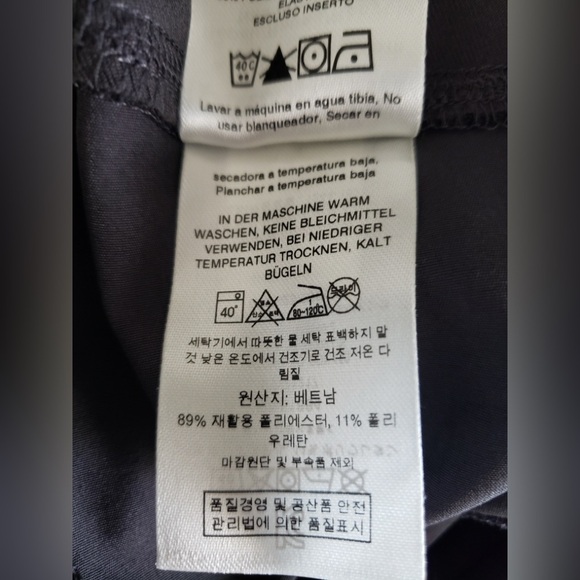 ESCLUSO INSERTO
40 C
Lavar a máquina en agua tibia, No
usar blanqueador, Secar en
secadora a temperatura baja,
Planchar a temperatura baja
IN DER MASCHINE WARM
WASCHEN, KEINE BLEICHMITTEL
VERWENDEN, BEI NIEDRIGER
TEMPERATUR TROCKNEN, KALT
BÜGELN
40° 80~120℃ 드라이
세탁기에서 따뜻한 물 세탁 표백하지 말
것 낮은 온도에서 건조기로 건조 저온 다
림질
원산지: 베트남
89% 재활용 폴리에스터, 11% 폴리
우레탄
마감원단 및 부속품 제외
품질경영 및 공산품 안전
관리법에 의한 품질표시